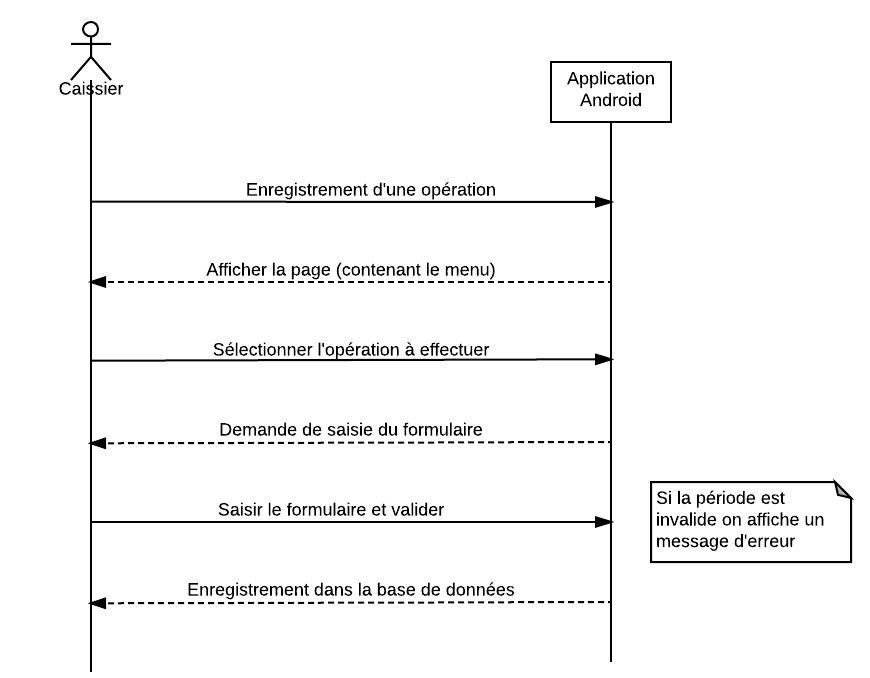 Caissier
Application
Android
Enregistrement d'une opération
Afficher la page (contenant le menu)
Sélectionner l'opération à effectuer
Demande de saisie du formulaire
Saisir le formulaire et valider
Si la période est
invalide on affiche un
message d'erreur
Enregistrement dans la base de données